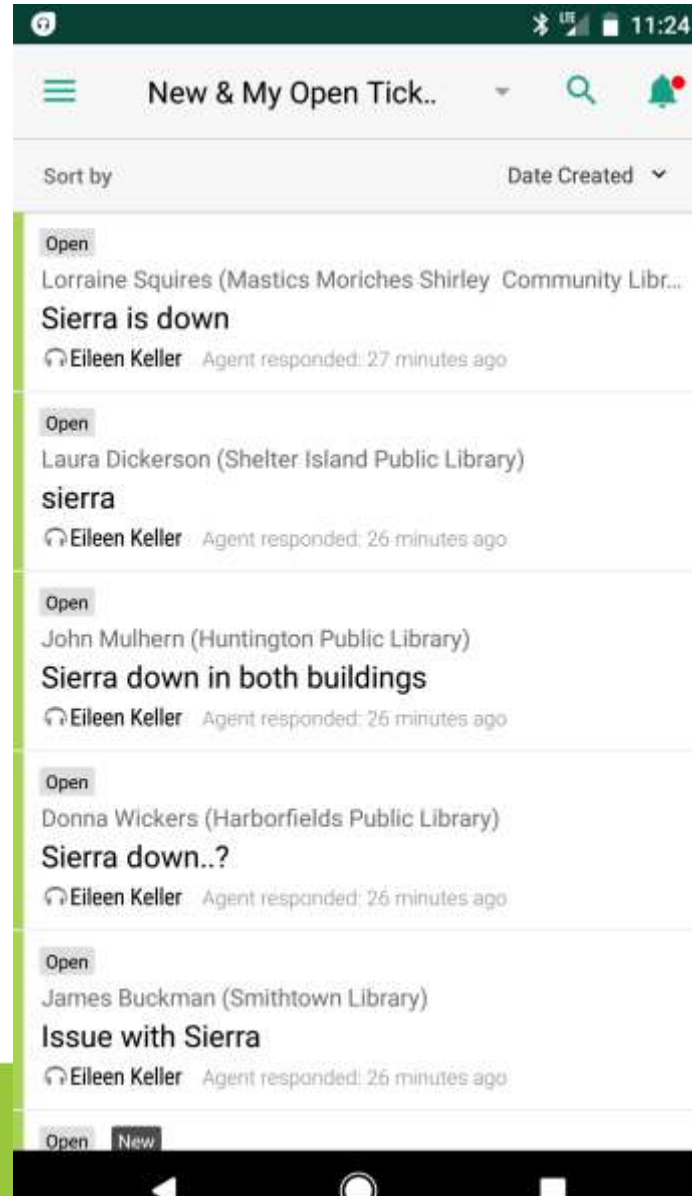 LTE 11:24
New & My Open Tick..
Sort by Date Created
Open
Lorraine Squires (Mastics Moriches Shirley Community Libr...
Sierra is down
Eileen Keller Agent responded: 27 minutes ago
Open
Laura Dickerson (Shelter Island Public Library)
sierra
Eileen Keller Agent responded: 26 minutes ago
Open
John Mulhern (Huntington Public Library)
Sierra down in both buildings
Eileen Keller Agent responded: 26 minutes ago
Open
Donna Wickers (Harborfields Public Library)
Sierra down..?
Eileen Keller Agent responded: 26 minutes ago
Open
James Buckman (Smithtown Library)
Issue with Sierra
Eileen Keller Agent responded: 26 minutes ago
Open New